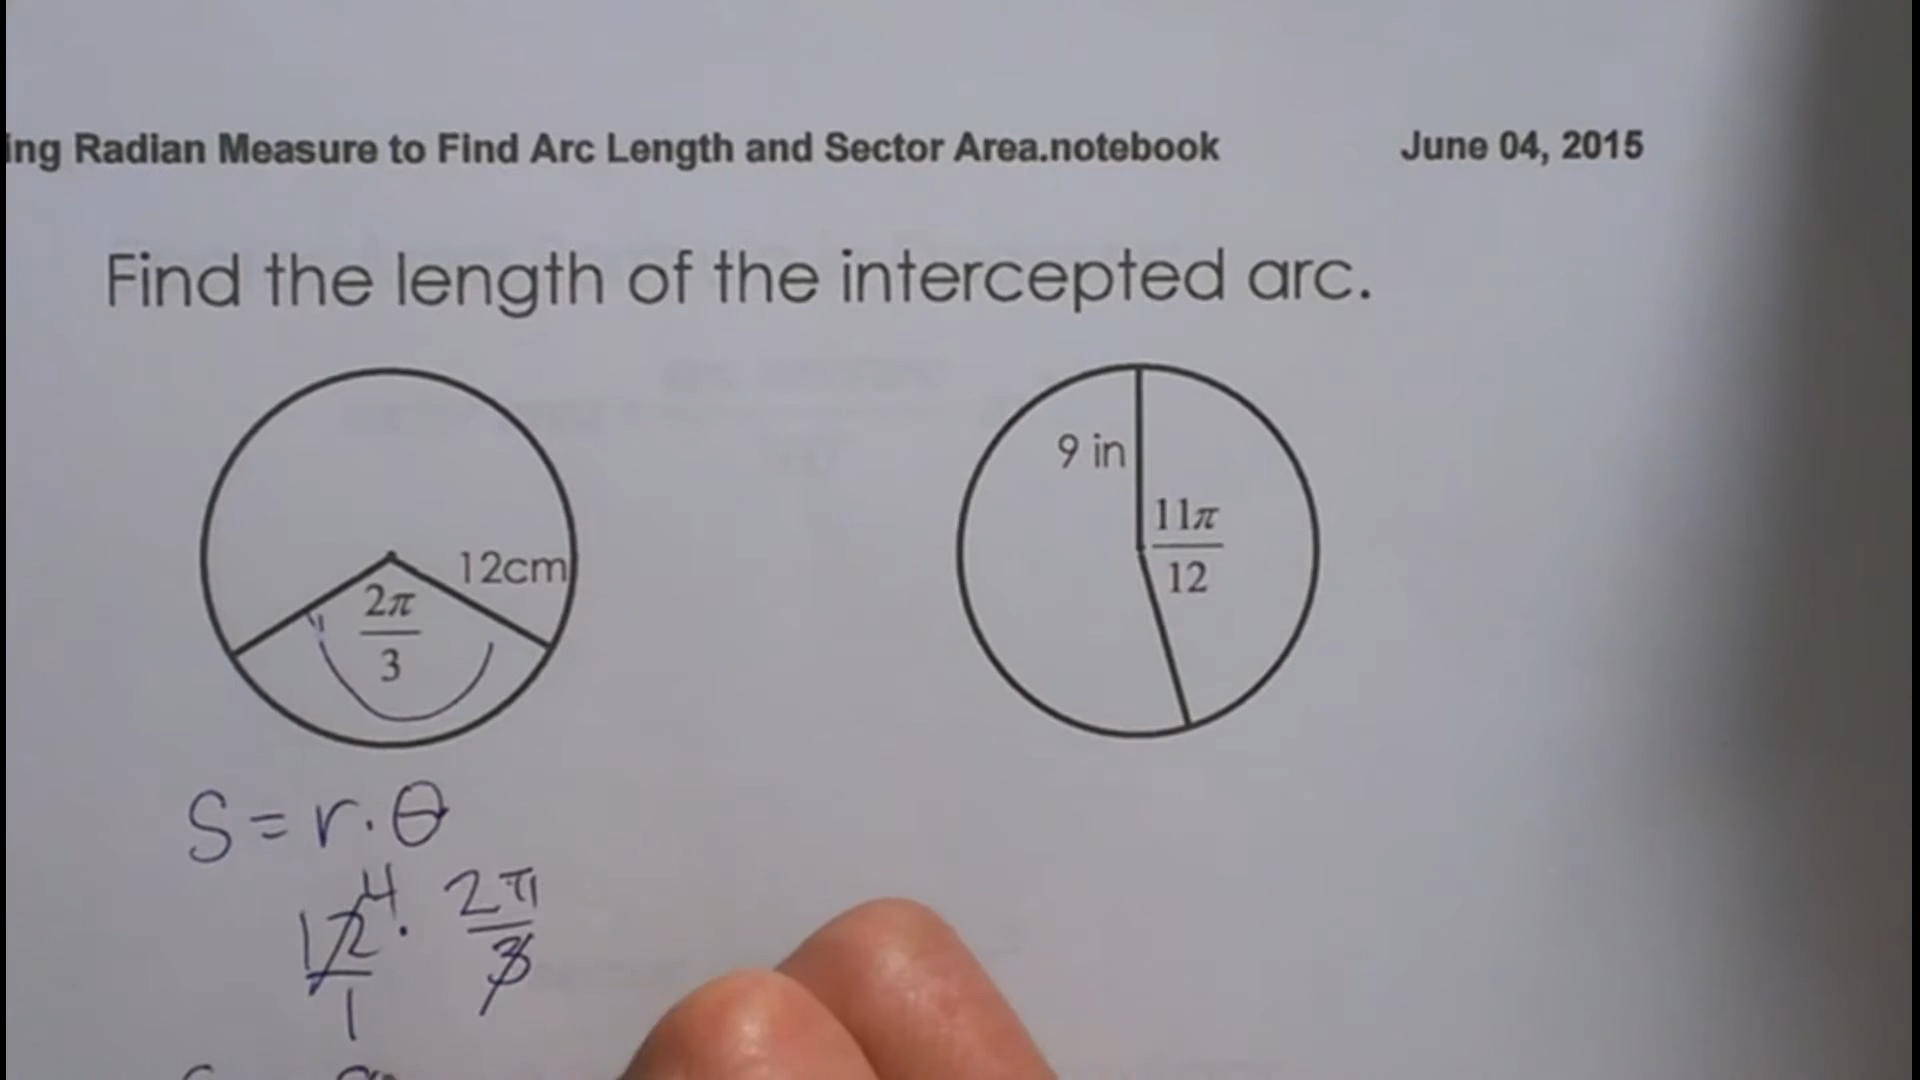 ing Radian Measure to Find Arc Length and Sector Area.notebook
June 04, 2015
Find the length of the intercepted arc.
12cm
2π
3
9 in
11π
12
S = r · θ
12 4 · 2π
1 3